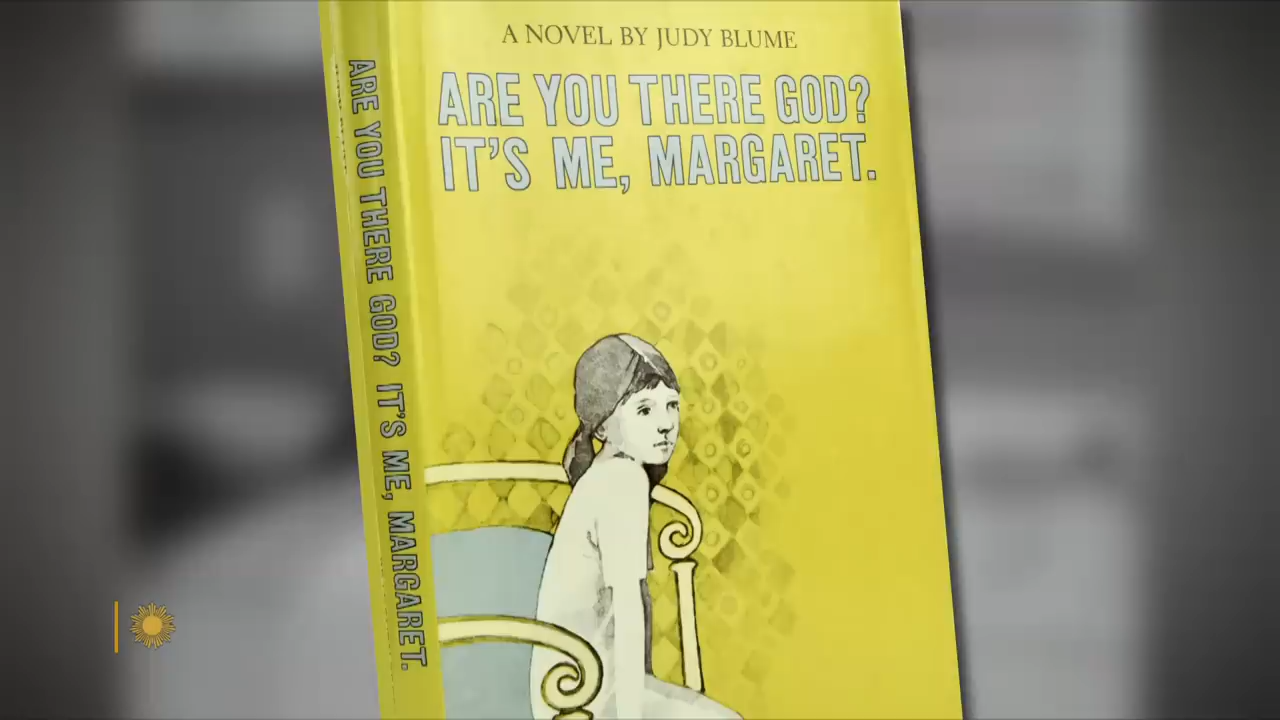 A NOVEL BY JUDY BLUME
ARE YOU THERE GOD?
IT'S ME, MARGARET.
ARE YOU THERE GOD? IT'S ME, MARGARET.